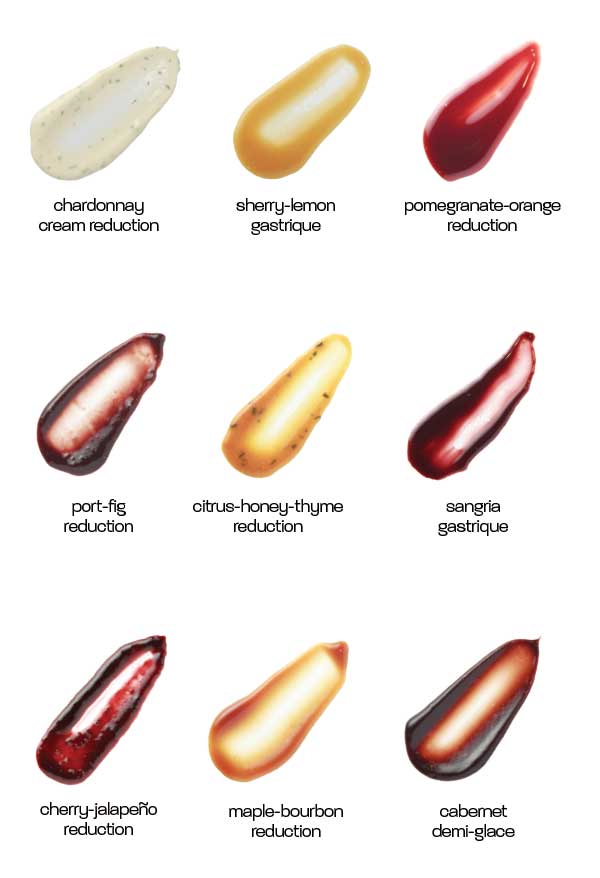 chardonnay
cream reduction
sherry-lemon
gastrique
pomegranate-orange
reduction
port-fig
reduction
citrus-honey-thyme
reduction
sangria
gastrique
cherry-jalapeño
reduction
maple-bourbon
reduction
cabernet
demi-glace